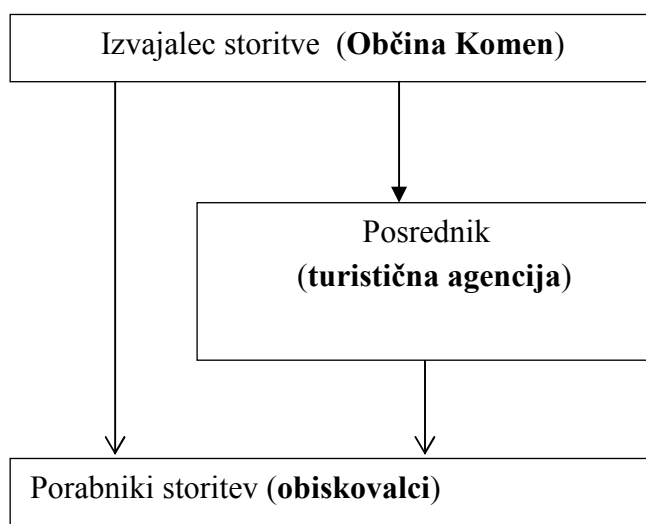 Izvajalec storitve (Občina Komen)
Posrednik
(turistična agencija)
Porabniki storitev (obiskovalci)